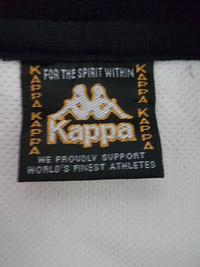 FOR THE SPIRIT WITHIN
KAPPA KAPPA
Kappa
KAPPA KAPPA
WE PROUDLY SUPPORT
WORLD'S FINEST ATHLETES